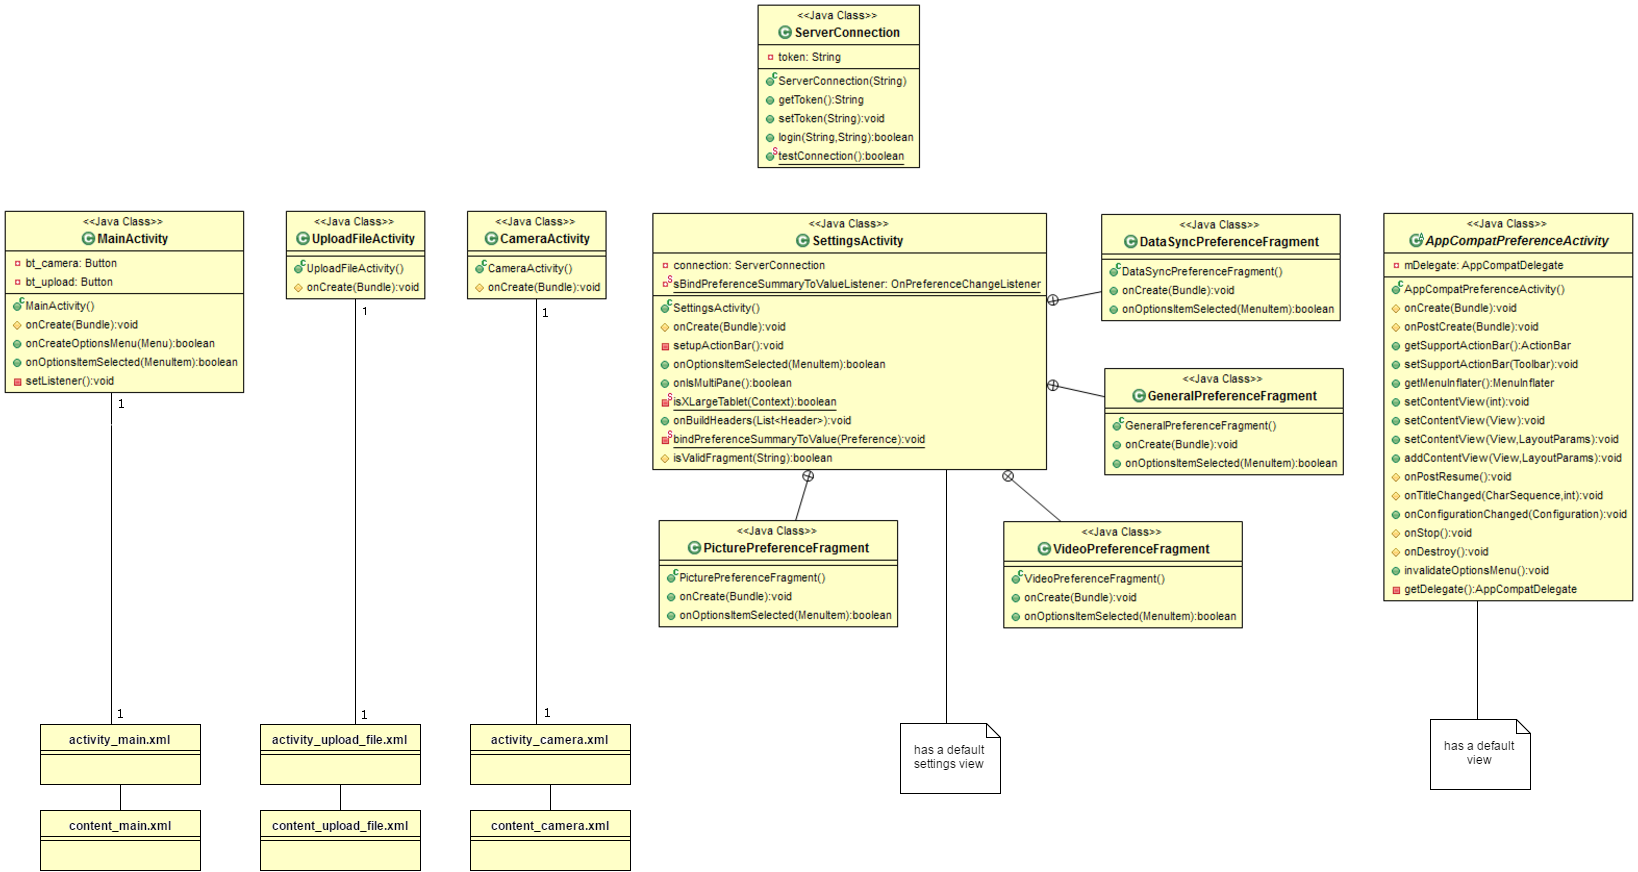 <<Java Class>>
ServerConnection
token: String
ServerConnection(String)
getToken():String
setToken(String):void
login(String,String):boolean
testConnection():boolean
<<Java Class>>
MainActivity
bt_camera: Button
bt_upload: Button
MainActivity()
onCreate(Bundle):void
onCreateOptionsMenu(Menu):boolean
onOptionsItemSelected(MenuItem):boolean
setListener():void
1
1
<<Java Class>>
UploadFileActivity
UploadFileActivity()
onCreate(Bundle):void
1
1
<<Java Class>>
CameraActivity
CameraActivity()
onCreate(Bundle):void
1
1
<<Java Class>>
SettingsActivity
connection: ServerConnection
sBindPreferenceSummaryToValueListener: OnPreferenceChangeListener
SettingsActivity()
onCreate(Bundle):void
setupActionBar():void
onOptionsItemSelected(MenuItem):boolean
onIsMultiPane():boolean
isXLargeTablet(Context):boolean
onBuildHeaders(List<Header>):void
bindPreferenceSummaryToValue(Preference):void
isValidFragment(String):boolean
<<Java Class>>
DataSyncPreferenceFragment
DataSyncPreferenceFragment()
onCreate(Bundle):void
onOptionsItemSelected(MenuItem):boolean
<<Java Class>>
GeneralPreferenceFragment
GeneralPreferenceFragment()
onCreate(Bundle):void
onOptionsItemSelected(MenuItem):boolean
<<Java Class>>
AppCompatPreferenceActivity
mDelegate: AppCompatDelegate
AppCompatPreferenceActivity()
onCreate(Bundle):void
onPostCreate(Bundle):void
getSupportActionBar():ActionBar
setSupportActionBar(Toolbar):void
getMenuInflater():MenuInflater
setContentView(int):void
setContentView(View):void
setContentView(View,LayoutParams):void
addContentView(View,LayoutParams):void
onPostResume():void
onTitleChanged(CharSequence,int):void
onConfigurationChanged(Configuration):void
onStop():void
onDestroy():void
invalidateOptionsMenu():void
getDelegate():AppCompatDelegate
<<Java Class>>
PicturePreferenceFragment
PicturePreferenceFragment()
onCreate(Bundle):void
onOptionsItemSelected(MenuItem):boolean
<<Java Class>>
VideoPreferenceFragment
VideoPreferenceFragment()
onCreate(Bundle):void
onOptionsItemSelected(MenuItem):boolean
activity_main.xml
content_main.xml
activity_upload_file.xml
content_upload_file.xml
activity_camera.xml
content_camera.xml
has a default
settings view
has a default
view